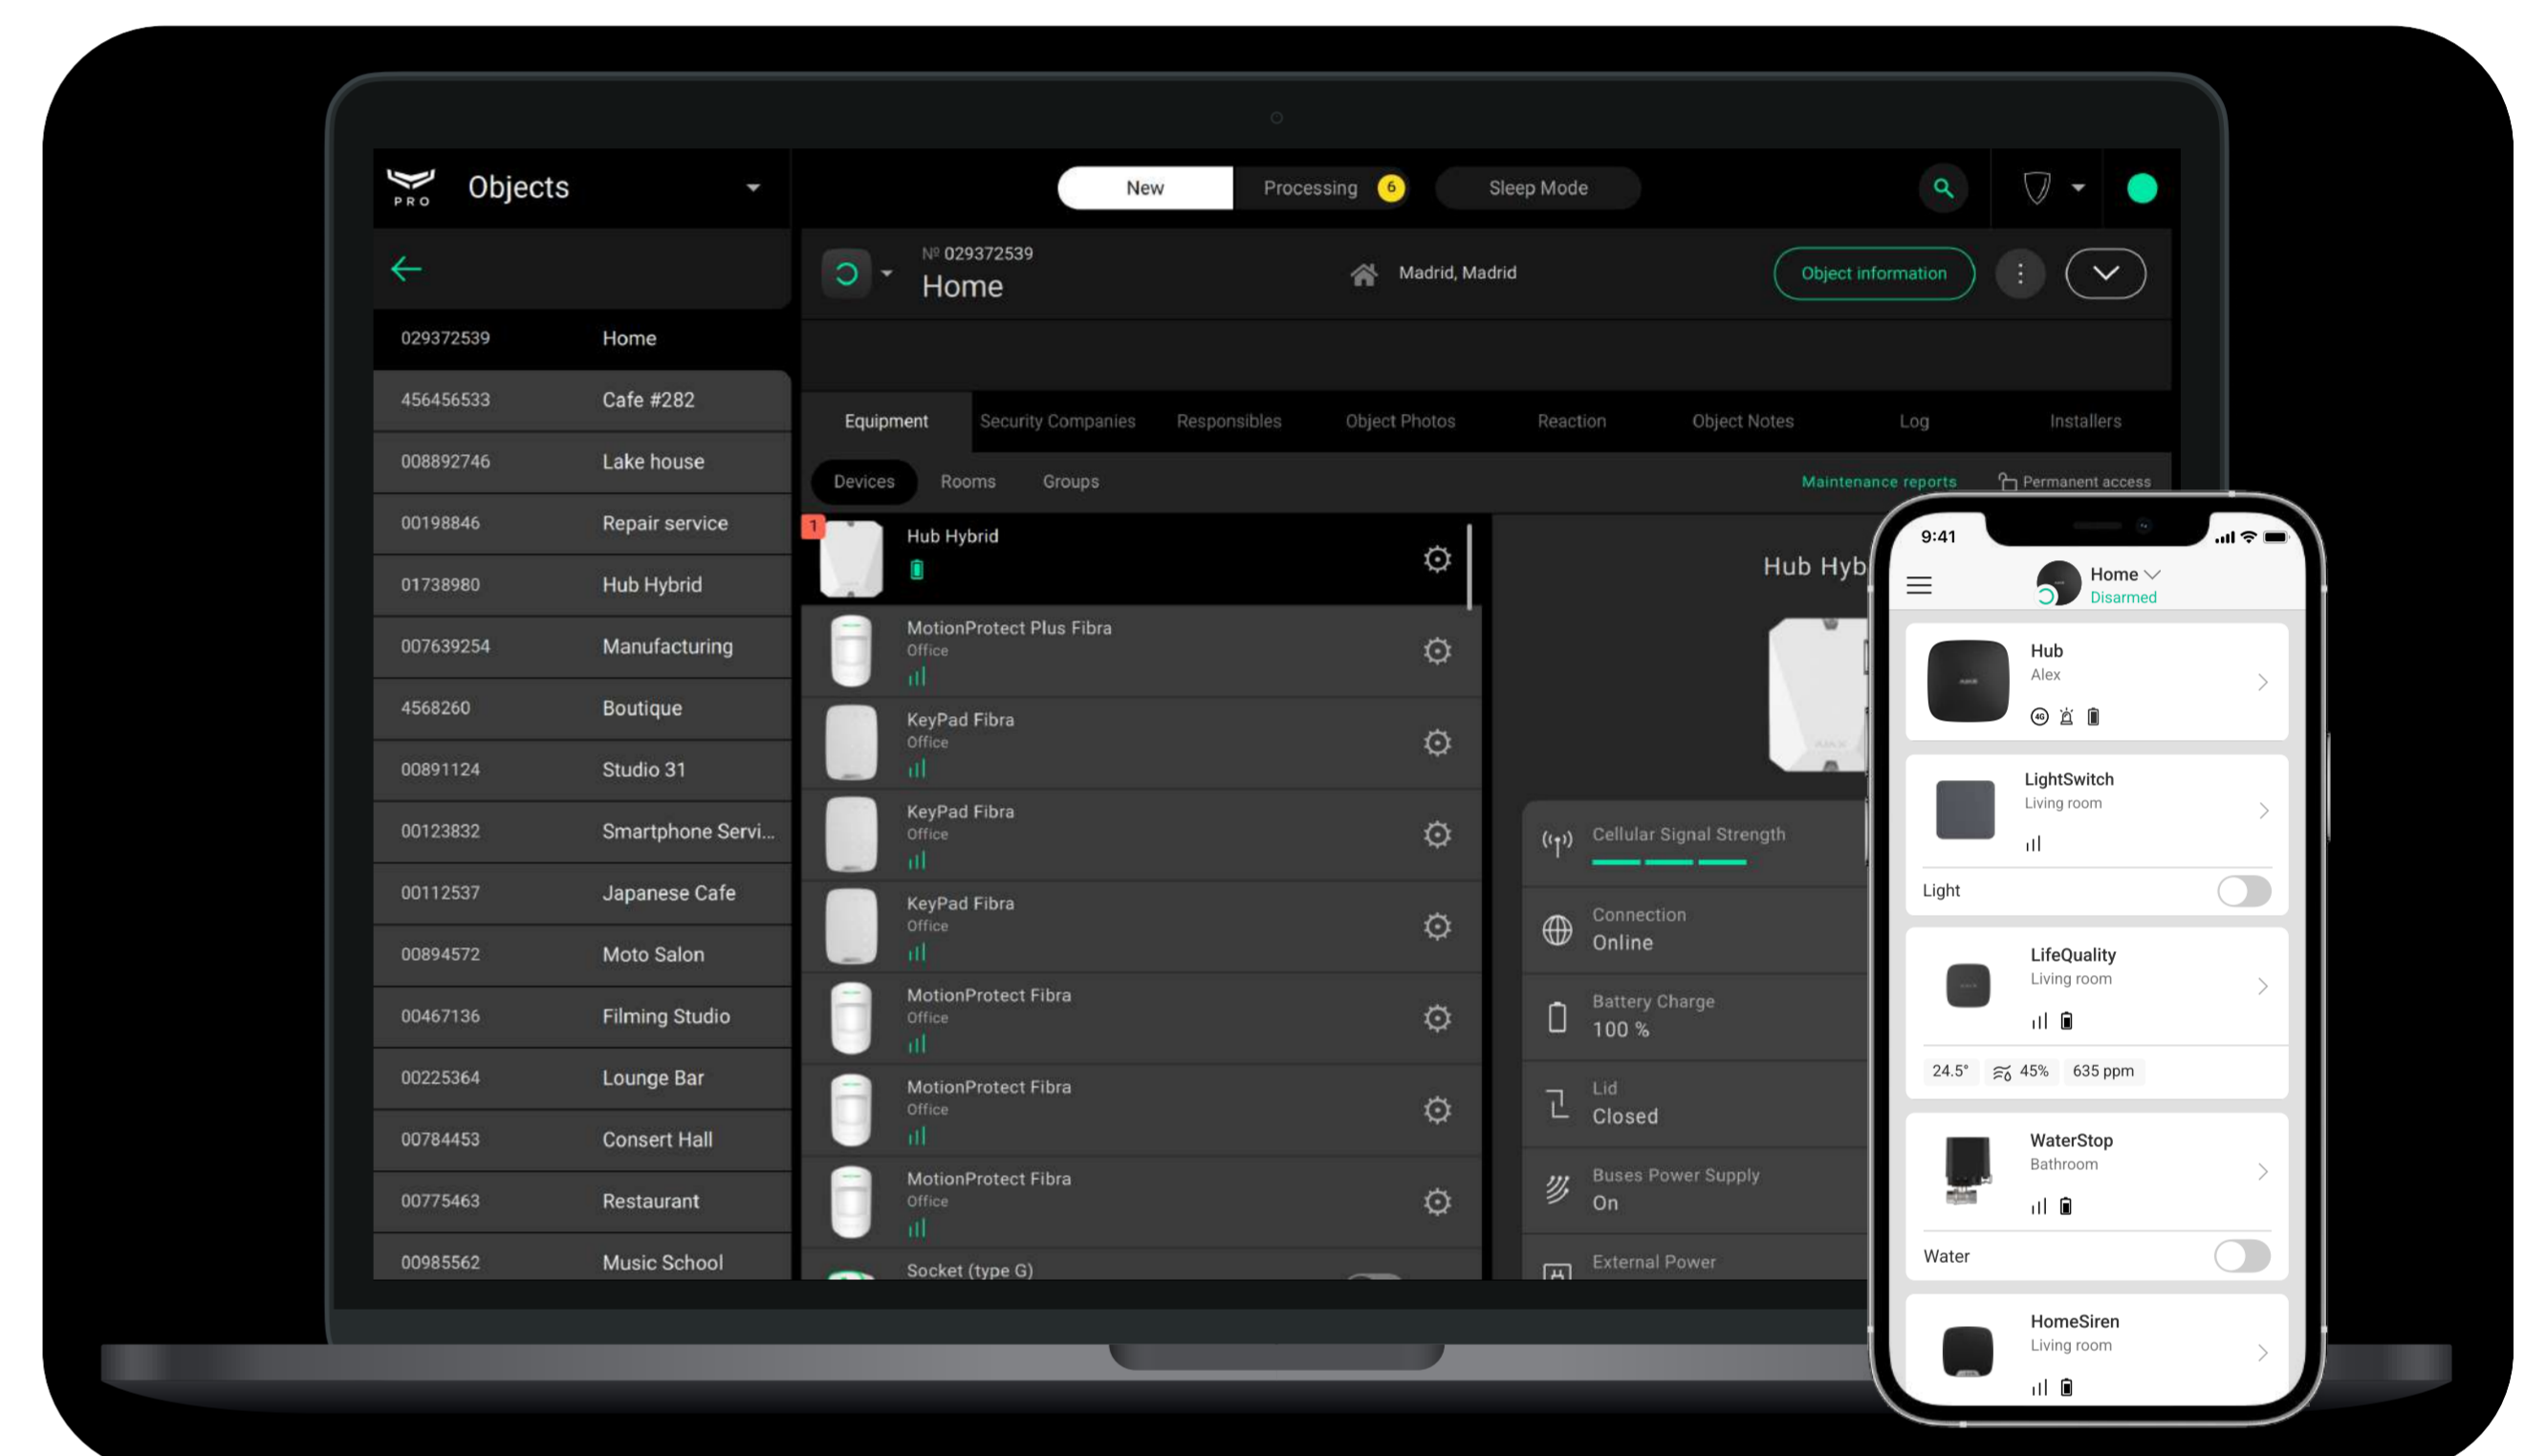 PRO
Objects
New
Processing 6
Sleep Mode
№ 029372539
Home
Madrid, Madrid
Object information
029372539 Home
456456533 Cafe #282
008892746 Lake house
00198846 Repair service
01738980 Hub Hybrid
007639254 Manufacturing
4568260 Boutique
00891124 Studio 31
00123832 Smartphone Servi...
00112537 Japanese Cafe
00894572 Moto Salon
00467136 Filming Studio
00225364 Lounge Bar
00784453 Consert Hall
00775463 Restaurant
00985562 Music School
Equipment Security Companies Responsibles Object Photos Reaction Object Notes Log Installers
Devices Rooms Groups
Maintenance reports
Permanent access
1
Hub Hybrid
MotionProtect Plus Fibra
Office
KeyPad Fibra
Office
KeyPad Fibra
Office
KeyPad Fibra
Office
MotionProtect Fibra
Office
MotionProtect Fibra
Office
MotionProtect Fibra
Office
Socket (type G)
Hub Hyb
AJAX
Cellular Signal Strength
Connection
Online
Battery Charge
100 %
Lid
Closed
Buses Power Supply
On
External Power
9:41
Home
Disarmed
AJAX
Hub
Alex
4G
LightSwitch
Living room
Light
LifeQuality
Living room
24.5° 45% 635 ppm
WaterStop
Bathroom
Water
HomeSiren
Living room